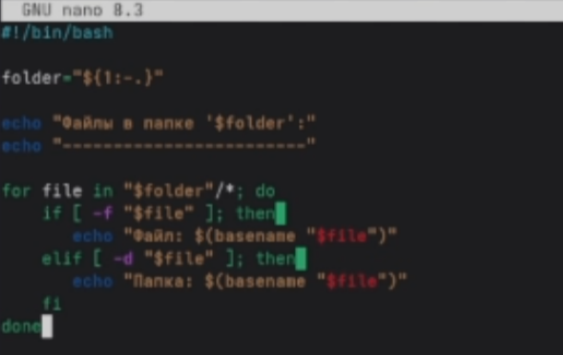 GNU nano 8.3
#!/bin/bash
folder="${1:-.}"
echo "Файлы в папке '$folder':"
echo "-------------------------"
for file in "$folder"/*; do
if [ -f "$file" ]; then
echo "Файл: $(basename "$file")"
elif [ -d "$file" ]; then
echo "Папка: $(basename "$file")"
fi
done